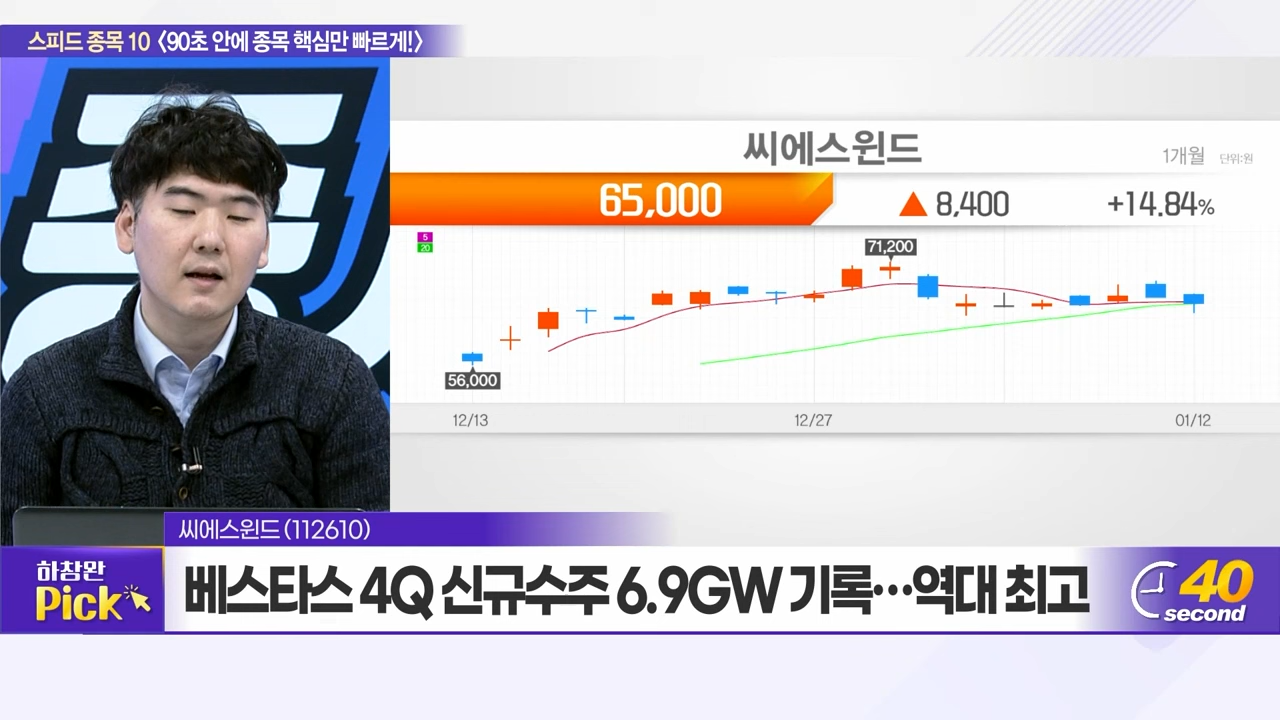 스피드 종목 10 〈90초 안에 종목 핵심만 빠르게!〉
씨에스윈드
1개월 단위:원
65,000 ▲ 8,400 +14.84%
5
20
71,200
56,000
12/13 12/27 01/12
씨에스윈드 (112610)
하창완
Pick
베스타스 4Q 신규수주 6.9GW 기록…역대 최고
40
second